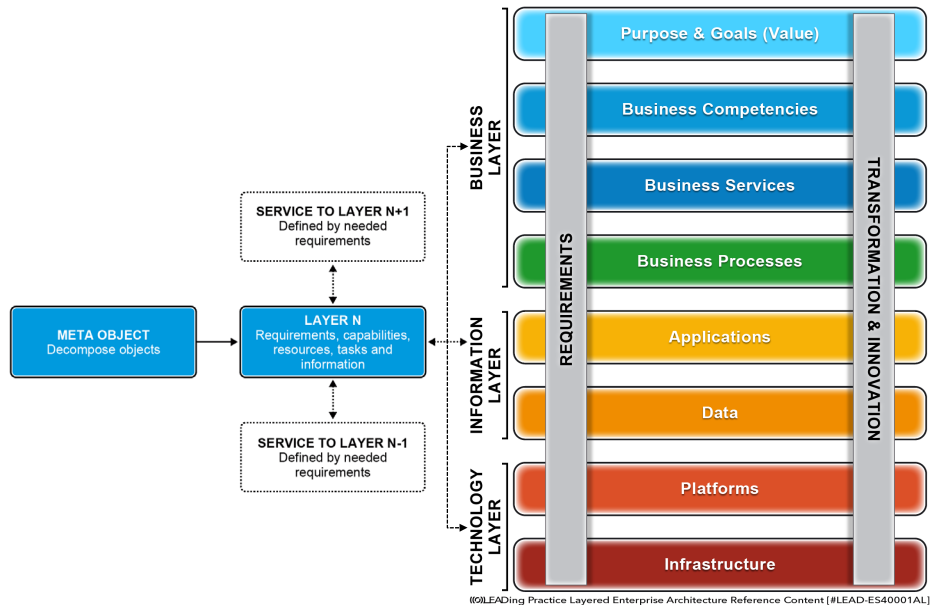 META OBJECT
Decompose objects
SERVICE TO LAYER N+1
Defined by needed
requirements
LAYER N
Requirements, capabilities,
resources, tasks and
information
SERVICE TO LAYER N-1
Defined by needed
requirements
BUSINESS
LAYER
INFORMATION
LAYER
TECHNOLOGY
LAYER
Purpose & Goals (Value)
Business Competencies
Business Services
Business Processes
Applications
Data
Platforms
Infrastructure
REQUIREMENTS
TRANSFORMATION & INNOVATION
LEADing Practice Layered Enterprise Architecture Reference Content [#LEAD-ES40001AL]